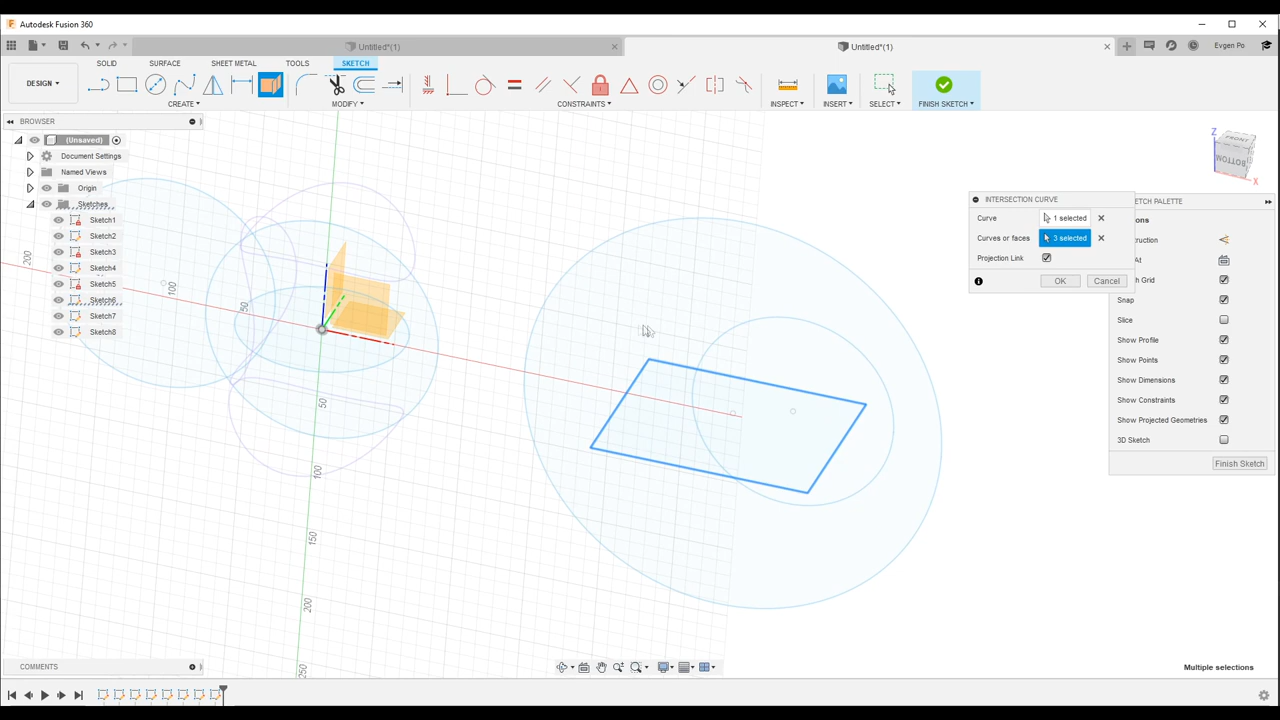 Autodesk Fusion 360
Untitled*(1)
Untitled*(1)
Evgen Po
DESIGN
SOLID
SURFACE
SHEET METAL
TOOLS
SKETCH
CREATE
MODIFY
CONSTRAINTS
INSPECT
INSERT
SELECT
FINISH SKETCH
BROWSER
(Unsaved)
Document Settings
Named Views
Origin
Sketches
Sketch1
Sketch2
Sketch3
Sketch4
Sketch5
Sketch6
Sketch7
Sketch8
200
100
50
50
100
150
200
250
Z
FRONT
BOTTOM
X
INTERSECTION CURVE
Curve
1 selected
Curves or faces
3 selected
Projection Link
OK
Cancel
ETCH PALETTE
ons
nstruction
At
h Grid
Snap
Slice
Show Profile
Show Points
Show Dimensions
Show Constraints
Show Projected Geometries
3D Sketch
Finish Sketch
COMMENTS
Multiple selections